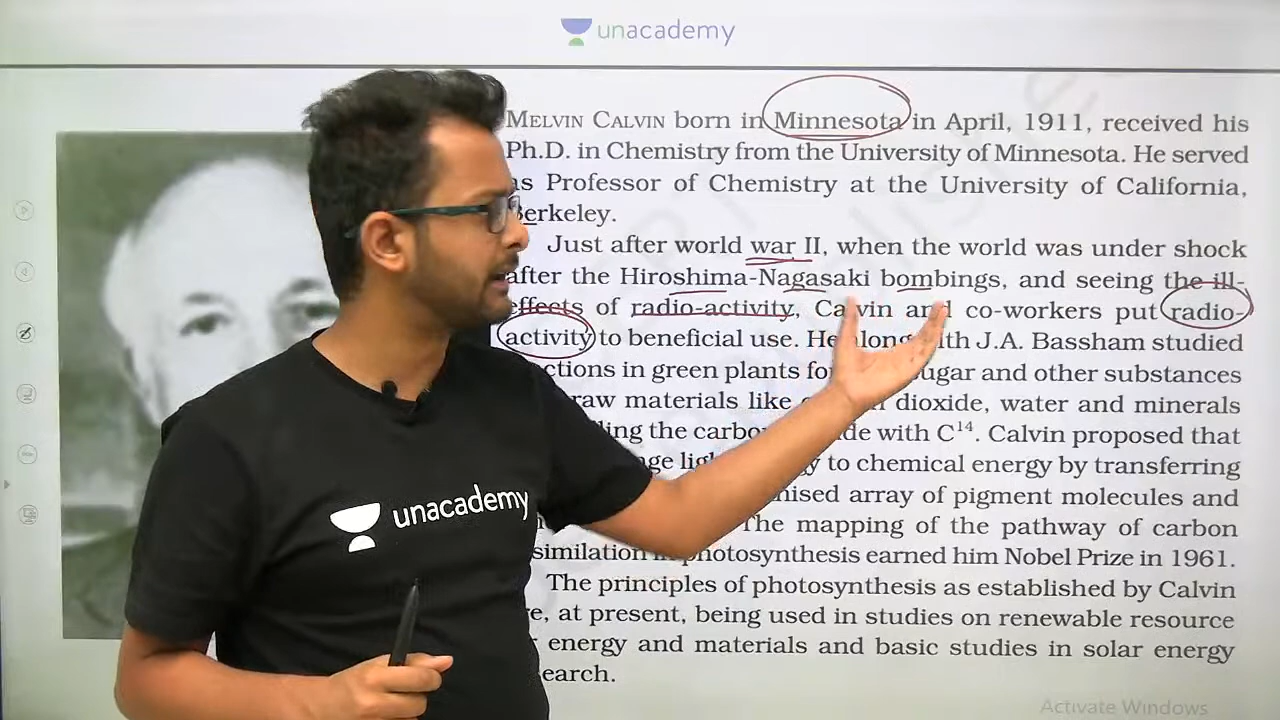 unacademy
MELVIN CALVIN born in Minnesota in April, 1911, received his
Ph.D. in Chemistry from the University of Minnesota. He served
as Professor of Chemistry at the University of California,
Berkeley.
Just after world war II, when the world was under shock
after the Hiroshima-Nagasaki bombings, and seeing the ill-
effects of radio-activity, Calvin and co-workers put radio-
activity to beneficial use. He along with J.A. Bassham studied
in green plants sugar and other substances
raw materials like dioxide, water and minerals
the with C14. Calvin proposed that
to chemical energy by transferring
array of pigment molecules and
The mapping of the pathway of carbon
photosynthesis earned him Nobel Prize in 1961.
The principles of photosynthesis as established by Calvin
at present, being used in studies on renewable resource
energy and materials and basic studies in solar energy
unacademy
Activate Windows